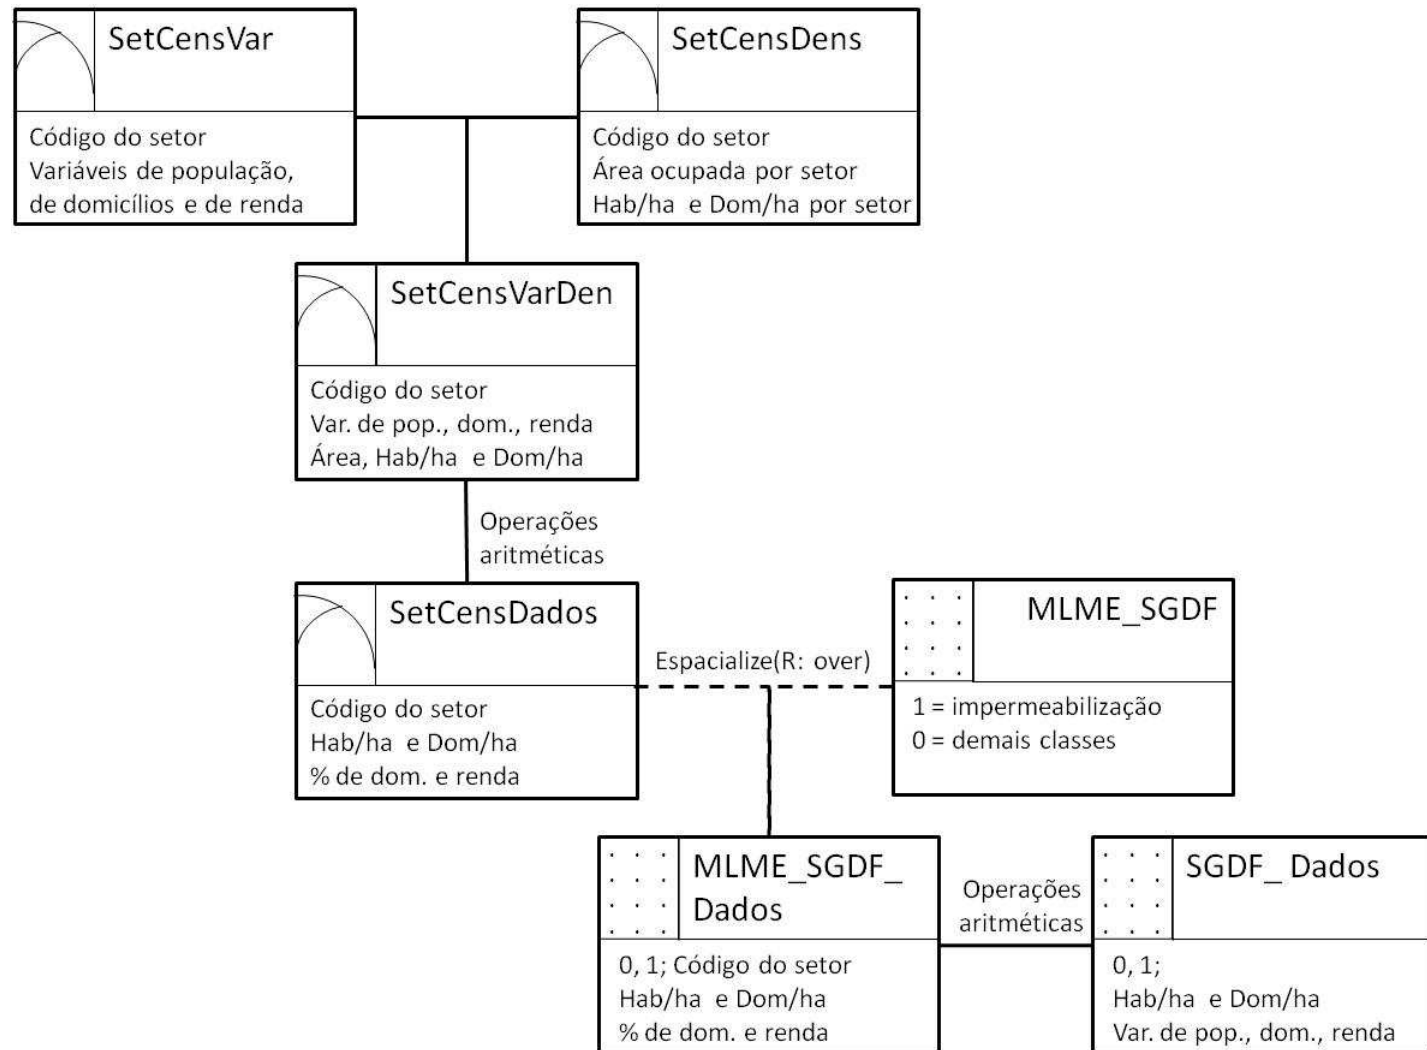 SetCensVar
Código do setor
Variáveis de população,
de domicílios e de renda
SetCensDens
Código do setor
Área ocupada por setor
Hab/ha e Dom/ha por setor
SetCensVarDen
Código do setor
Var. de pop., dom., renda
Área, Hab/ha e Dom/ha
Operações
aritméticas
SetCensDados
Código do setor
Hab/ha e Dom/ha
% de dom. e renda
Espacialize(R: over)
MLME_SGDF
1 = impermeabilização
0 = demais classes
MLME_SGDF_
Dados
0, 1; Código do setor
Hab/ha e Dom/ha
% de dom. e renda
Operações
aritméticas
SGDF_ Dados
0, 1;
Hab/ha e Dom/ha
Var. de pop., dom., renda